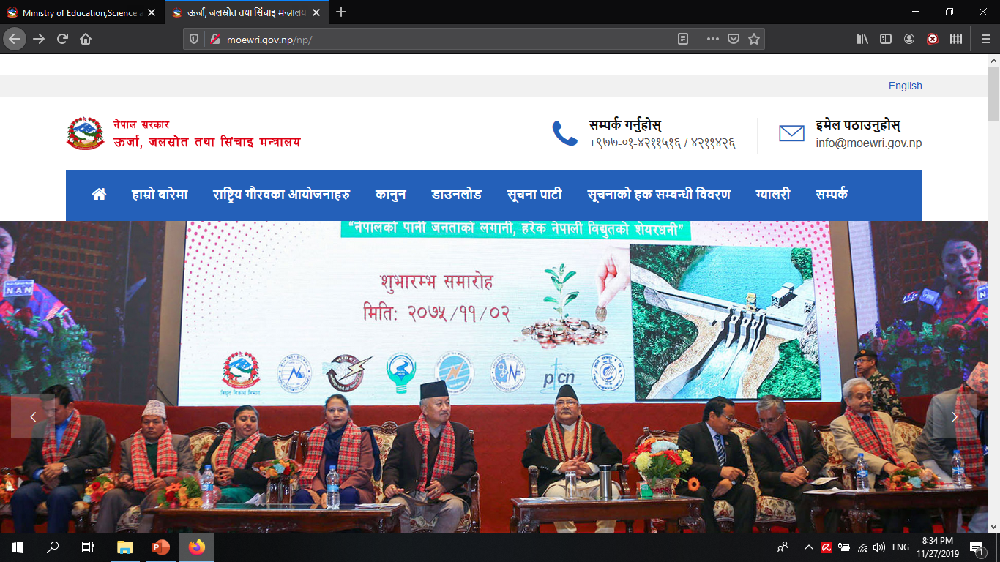 Ministry of Education,Science a
ऊर्जा, जलस्रोत तथा सिंचाइ मन्त्रालय
moewri.gov.np/np/
English
नेपाल सरकार
ऊर्जा, जलस्रोत तथा सिंचाइ मन्त्रालय
सम्पर्क गर्नुहोस्
+९७७-०१-४२११५१६ / ४२११४२६
इमेल पठाउनुहोस्
info@moewri.gov.np
हाम्रो बारेमा राष्ट्रिय गौरवका आयोजनाहरु कानुन डाउनलोड सूचना पाटी सूचनाको हक सम्बन्धी विवरण ग्यालरी सम्पर्क
“नेपालको पानी जनताको लगानी, हरेक नेपाली विद्युतको शेयरधनी”
शुभारम्भ समारोह
मितिः २०७५/११/०२
NAN
N
ptcn
विद्युत विकास विभाग
ENG
8:34 PM
11/27/2019
1